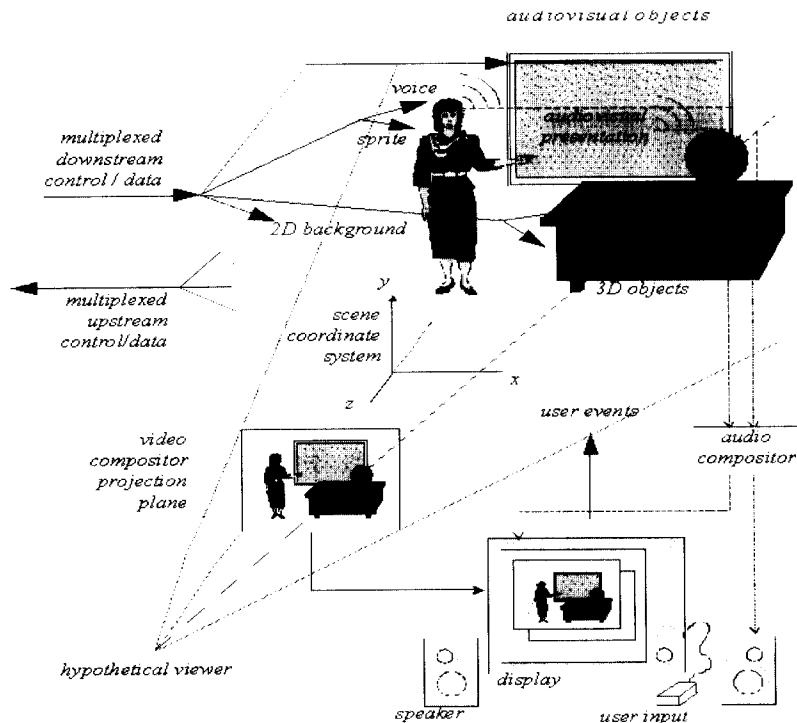 audiovisual objects
voice
sprite
audiovisual
presentation
multiplexed
downstream
control / data
2D background
3D objects
multiplexed
upstream
control/data
y
scene
coordinate
system
x
z
user events
audio
compositor
video
compositor
projection
plane
hypothetical viewer
display
speaker
user input